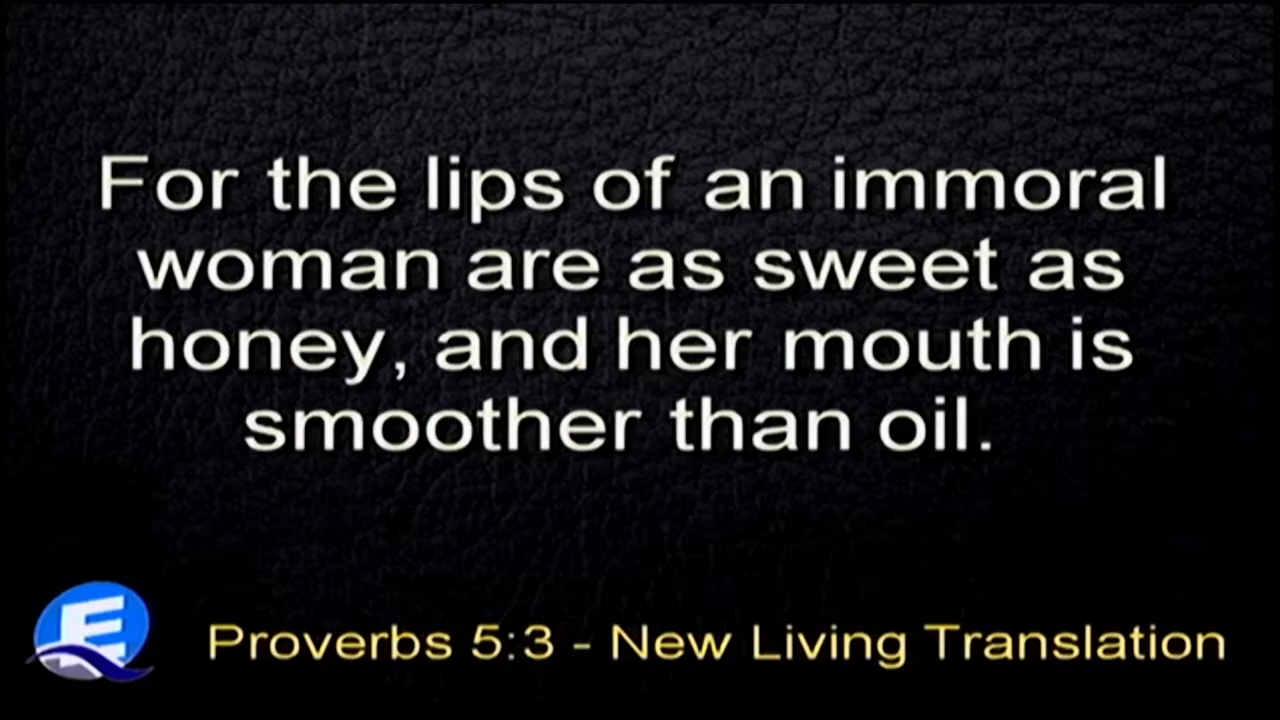 For the lips of an immoral
woman are as sweet as
honey, and her mouth is
smoother than oil.
E
Proverbs 5:3 - New Living Translation